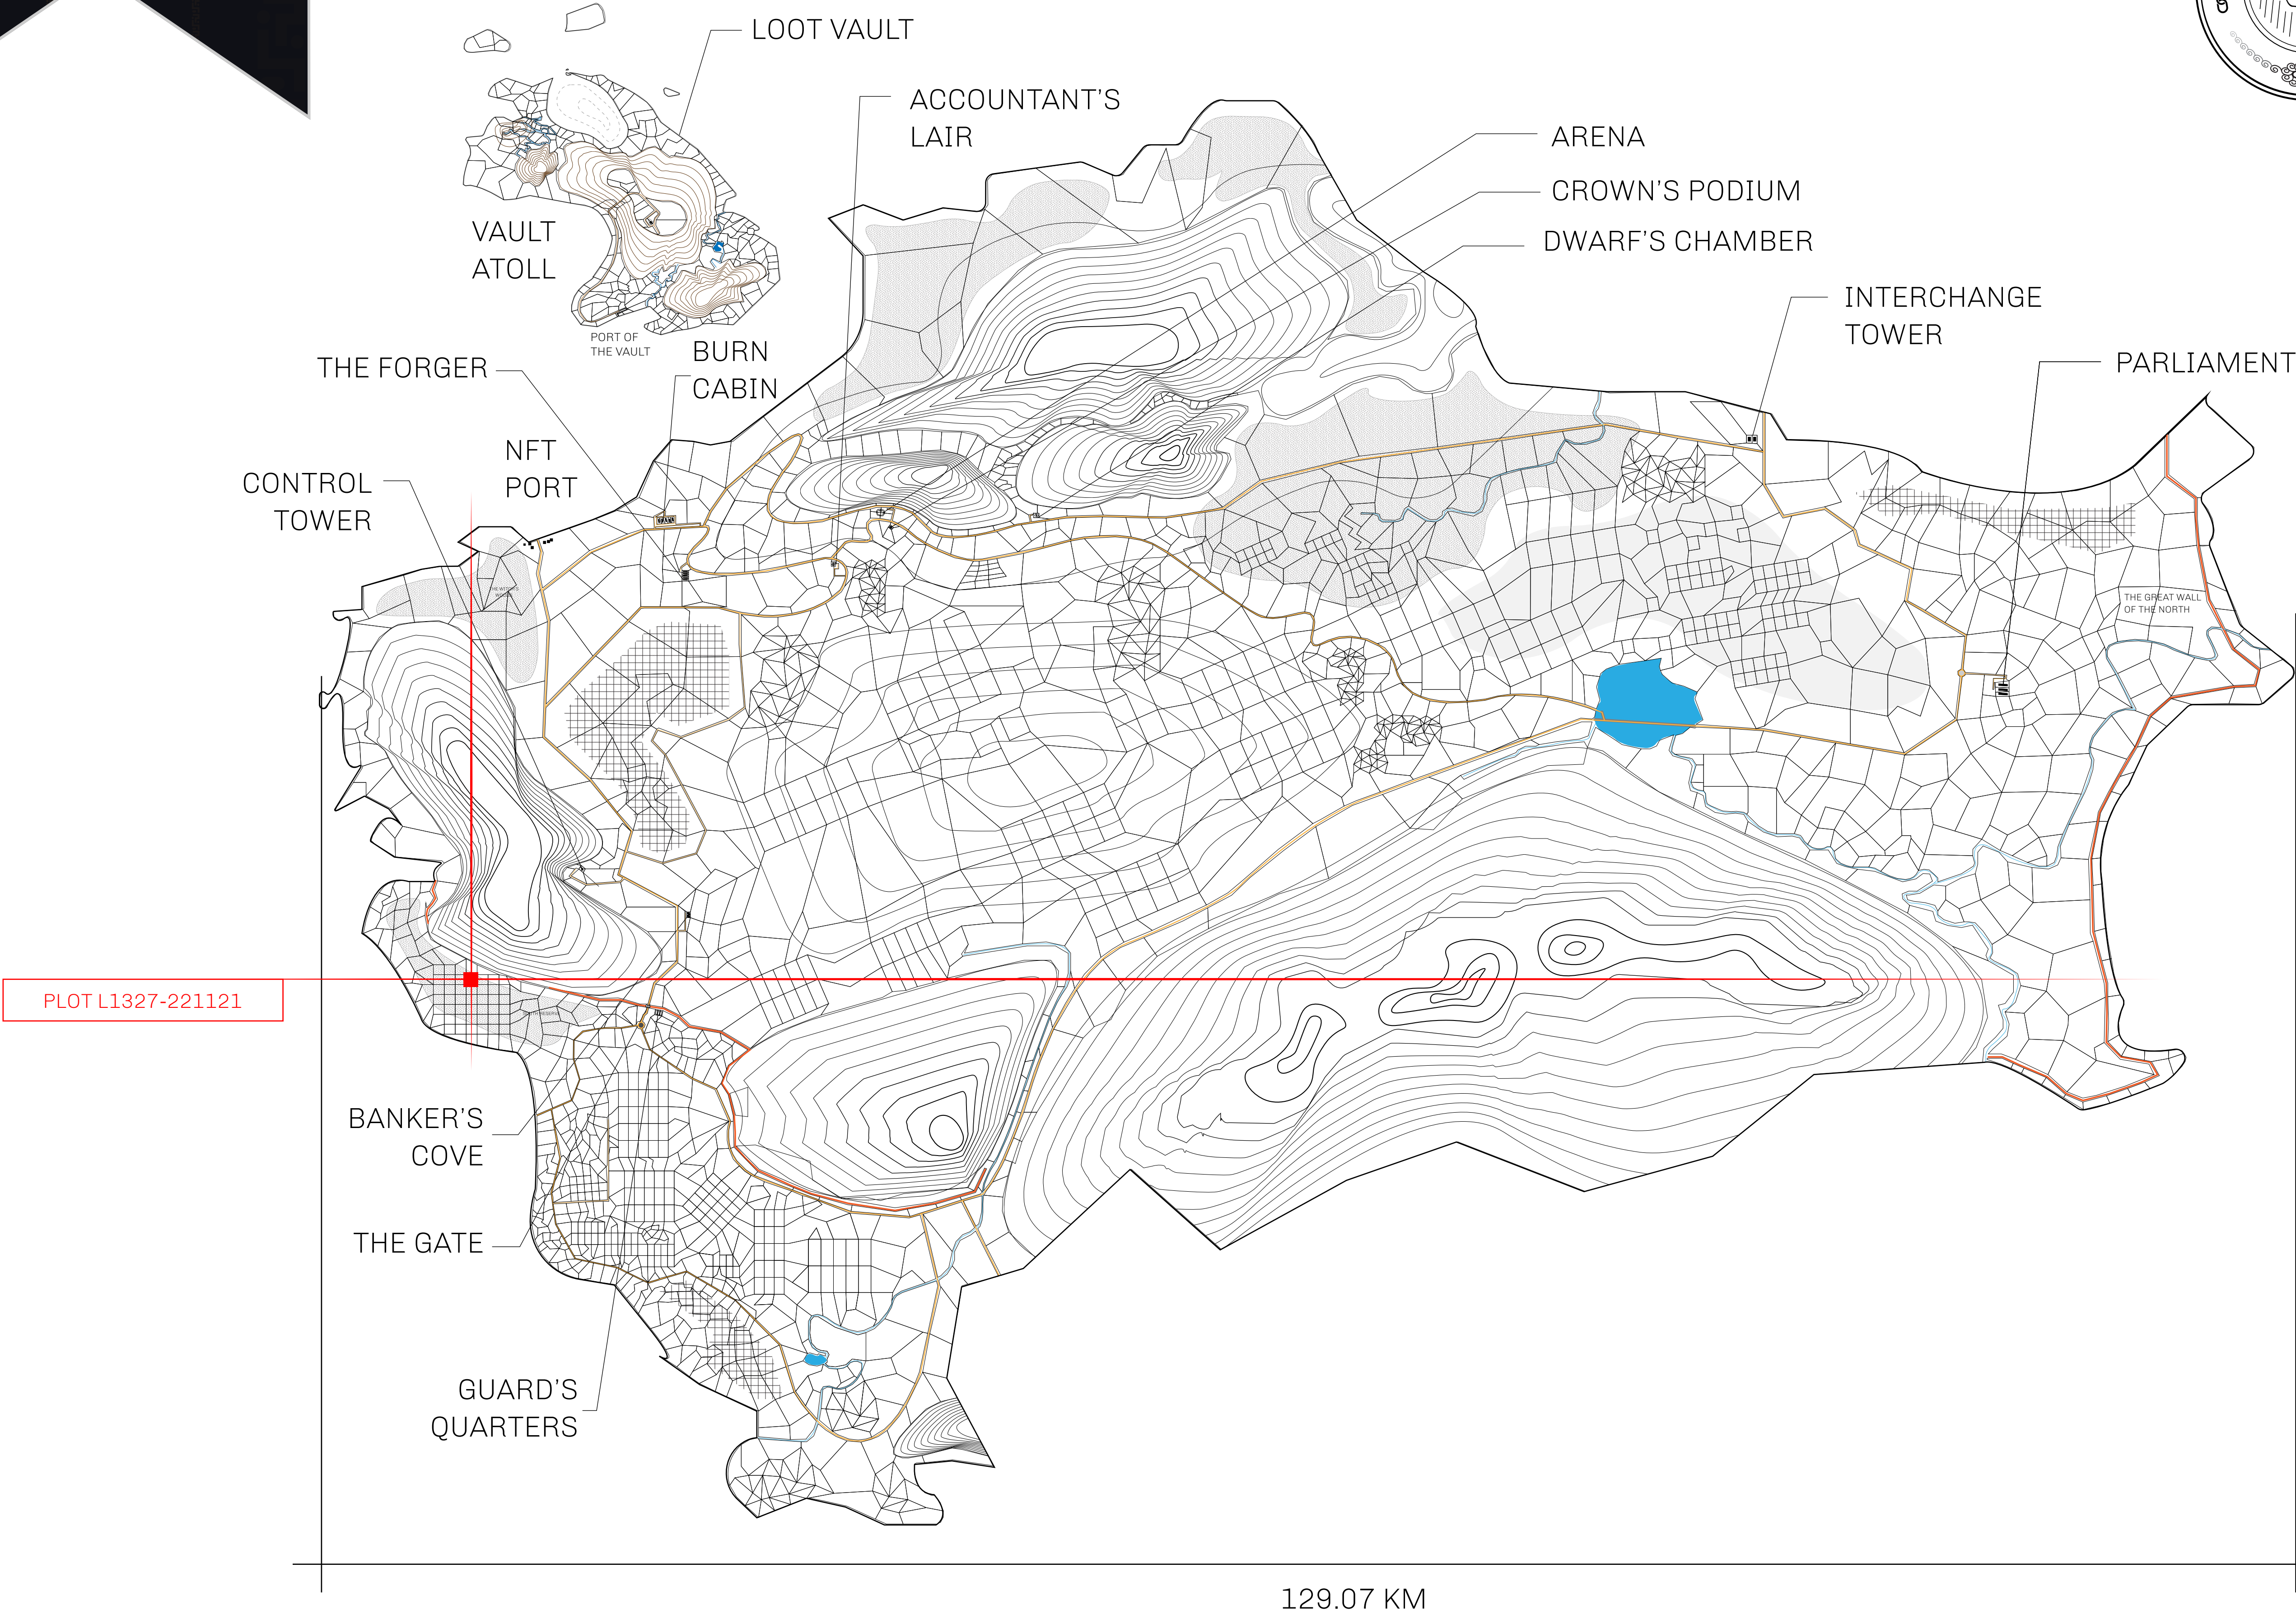 LOOT VAULT
ACCOUNTANT'S
LAIR
ARENA
CROWN'S PODIUM
DWARF'S CHAMBER
VAULT
ATOLL
INTERCHANGE
TOWER
PORT OF
THE VAULT
BURN
CABIN
THE FORGER
PARLIAMENT
NFT
PORT
CONTROL
TOWER
THE GREAT WALL
OF THE NORTH
PLOT L1327-221121
BANKER'S
COVE
THE GATE
GUARD'S
QUARTERS
129.07 KM